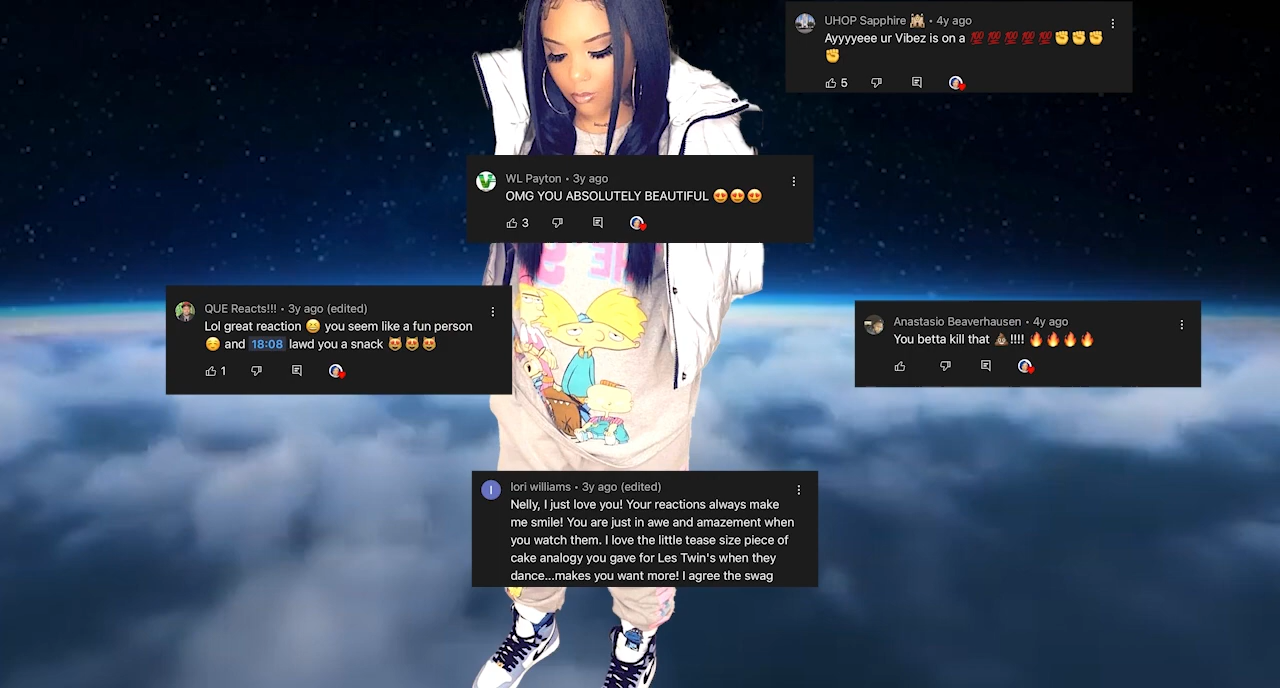 UHOP Sapphire 🏰 • 4y ago
Ayyyyeee ur Vibez is on a 💯💯💯💯💯✊✊✊
✊
5
WL Payton • 3y ago
OMG YOU ABSOLUTELY BEAUTIFUL 😍😍😍
3
QUE Reacts!!! • 3y ago (edited)
Lol great reaction 😄 you seem like a fun person
☺️ and 18:08 lawd you a snack 😻😻😻
1
Anastasio Beaverhausen • 4y ago
You betta kill that 💩!!!! 🔥🔥🔥🔥
lori williams • 3y ago (edited)
Nelly, I just love you! Your reactions always make
me smile! You are just in awe and amazement when
you watch them. I love the little tease size piece of
cake analogy you gave for Les Twin's when they
dance...makes you want more! I agree the swag